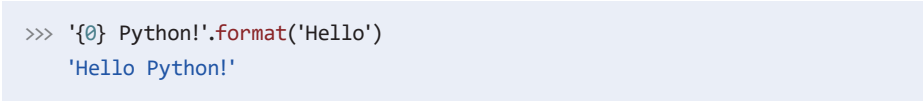 >>> '{0} Python!'.format('Hello')
'Hello Python!'